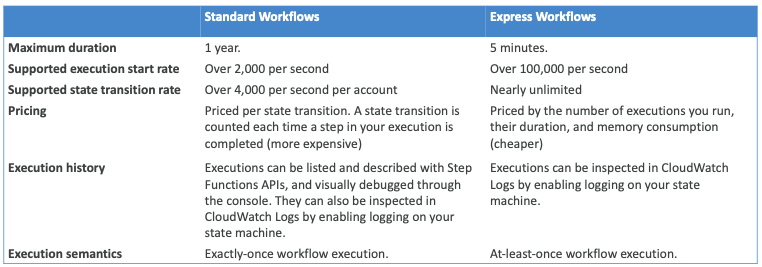 Standard Workflows Express Workflows
Maximum duration 1 year. 5 minutes.
Supported execution start rate Over 2,000 per second Over 100,000 per second
Supported state transition rate Over 4,000 per second per account Nearly unlimited
Pricing Priced per state transition. A state transition is Priced by the number of executions you run,
counted each time a step in your execution is their duration, and memory consumption
completed (more expensive) (cheaper)
Execution history Executions can be listed and described with Step Executions can be inspected in CloudWatch
Functions APIs, and visually debugged through Logs by enabling logging on your state
the console. They can also be inspected in machine.
CloudWatch Logs by enabling logging on your
state machine.
Execution semantics Exactly-once workflow execution. At-least-once workflow execution.